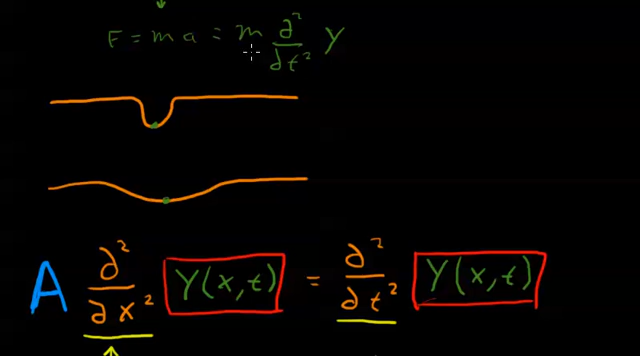 F = ma = m ∂²/∂t² y
A ∂²/∂x² Y(x,t) = ∂²/∂t² Y(x,t)